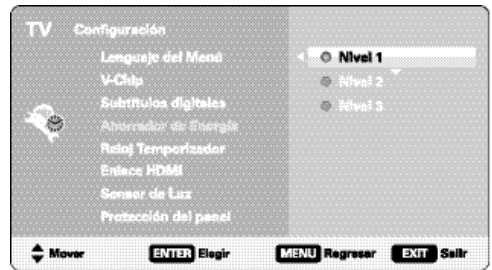 TV Configuración
Lenguaje del Menú
V-Chip
Subtítulos digitales
Ahorrador de Energía
Reloj Temporizador
Enlace HDMI
Sensor de Luz
Protección del panel
Nivel 1
Nivel 2
Nivel 3
Mover ENTER Elegir MENU Regresar EXIT Salir